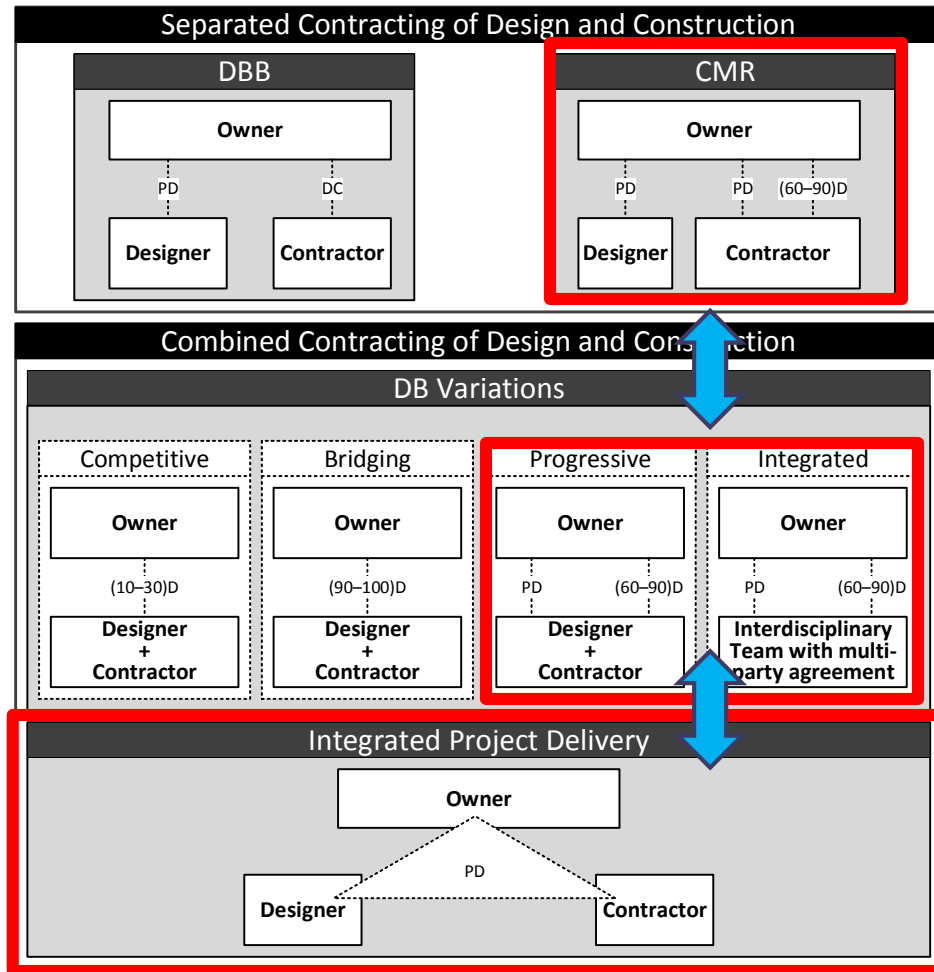 Separated Contracting of Design and Construction
DBB
CMR
Owner
Owner
PD
DC
PD
PD
(60–90)D
Designer
Contractor
Designer
Contractor
Combined Contracting of Design and Cons uction
DB Variations
Competitive
Bridging
Progressive
Integrated
Owner
Owner
Owner
Owner
(10–30)D
(90–100)D
PD
(60–90)D
PD
(60–90)D
Designer
+
Contractor
Designer
+
Contractor
Designer
+
Contractor
Interdisciplinary
Team with multi-
party agreement
Integrated Project Delivery
Owner
PD
Designer
Contractor